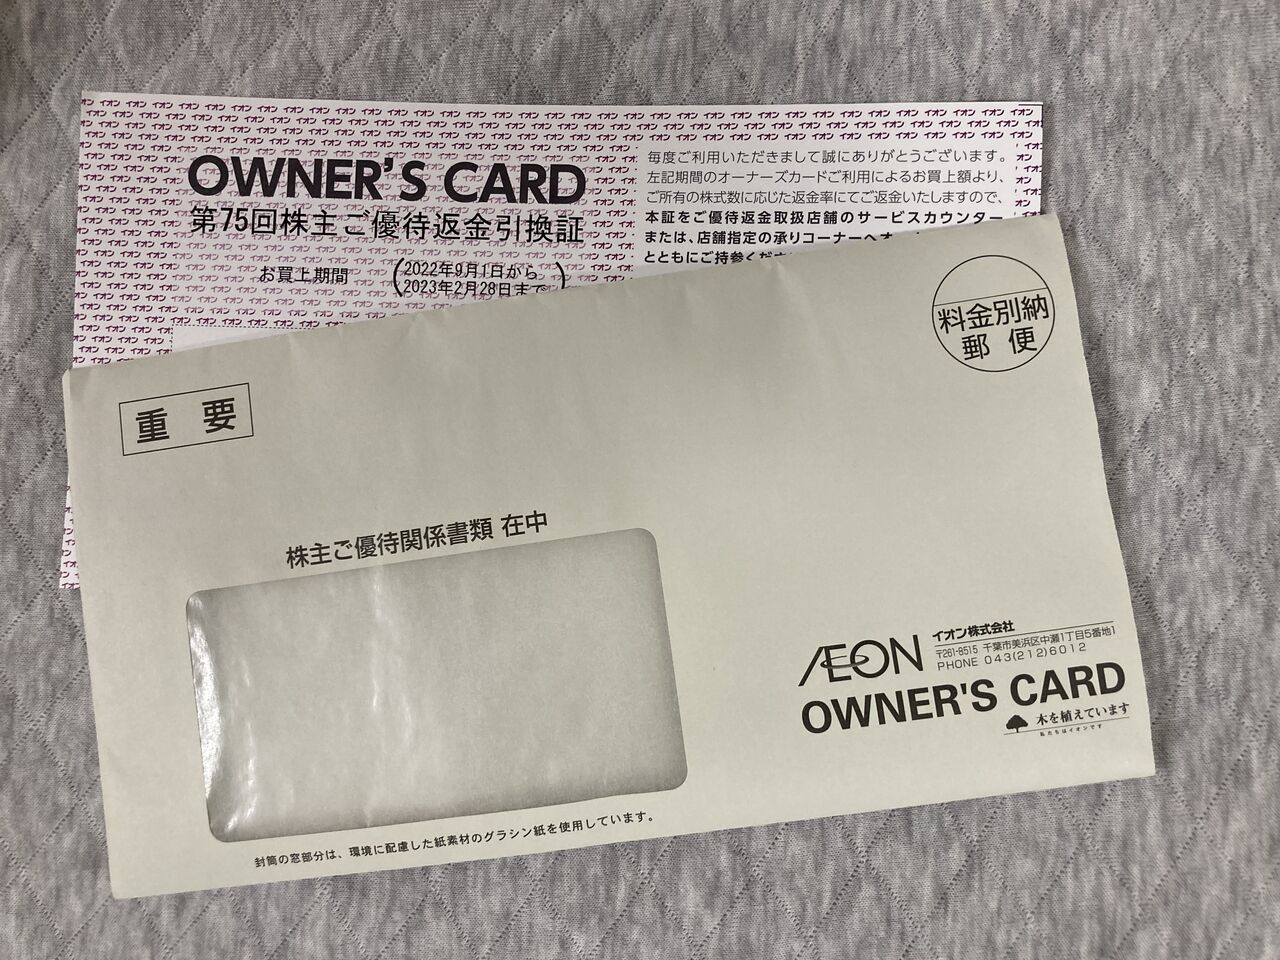 OWNER'S CARD
第75回株主ご優待返金引換証
お買上期間
2022年9月1日から
2023年2月28日まで
毎度ご利用いただきまして誠にありがとうございます。
左記期間のオーナーズカードご利用によるお買上額より、
ご所有の株式数に応じた返金率にてご返金いたしますので、
本証をご優待返金取扱店舗のサービスカウンター
または、店舗指定の承りコーナーへオー
とともにご持参くださ
料金別納
郵便
重要
株主ご優待関係書類 在中
AEON
イオン株式会社
〒261-8515 千葉市美浜区中瀬1丁目5番地1
PHONE 043(212)6012
OWNER'S CARD
木を植えています
私たちはイオンです
封筒の窓部分は、環境に配慮した紙素材のグラシン紙を使用しています。